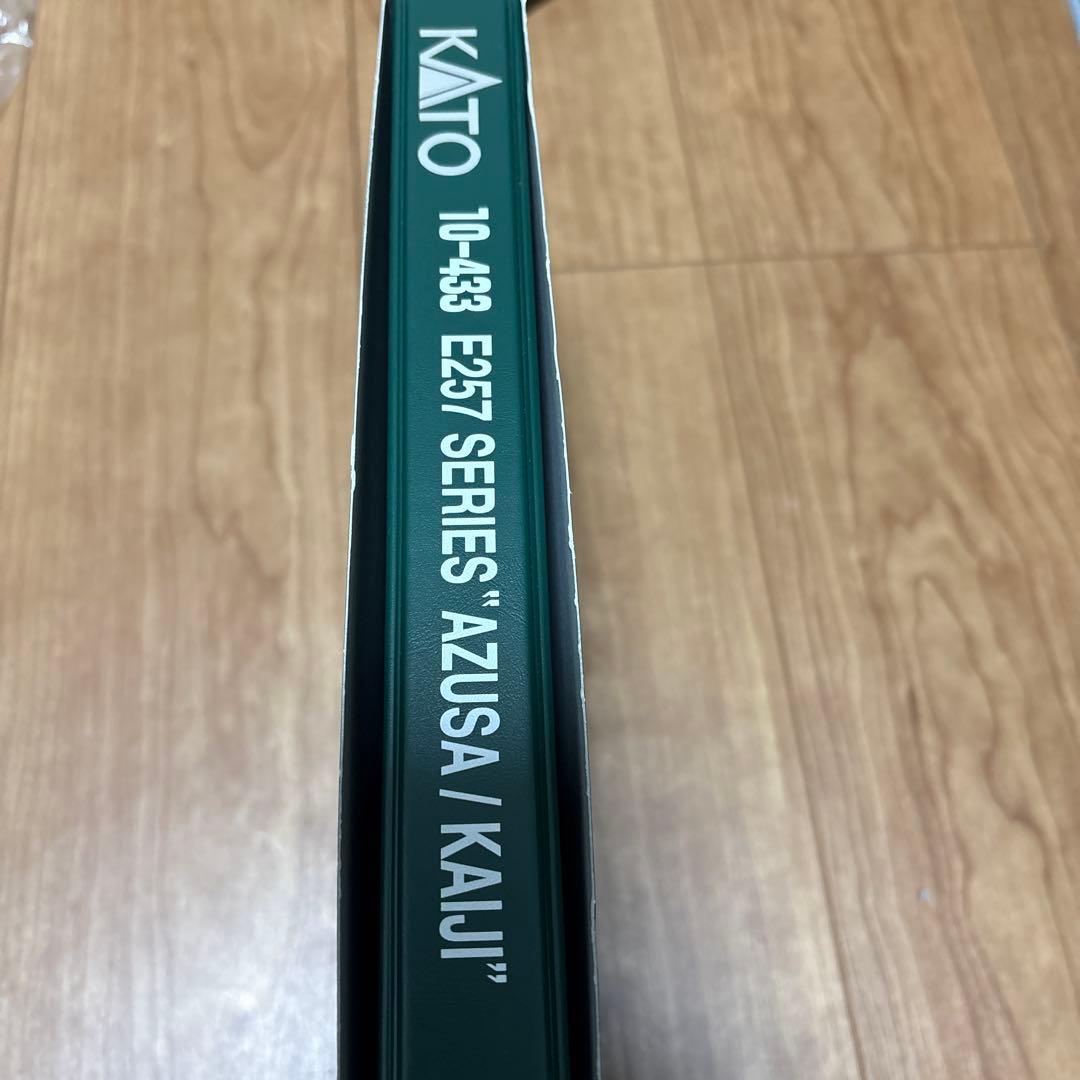 KATO 10-433 E257 SERIES "AZUSA / KAIJI"